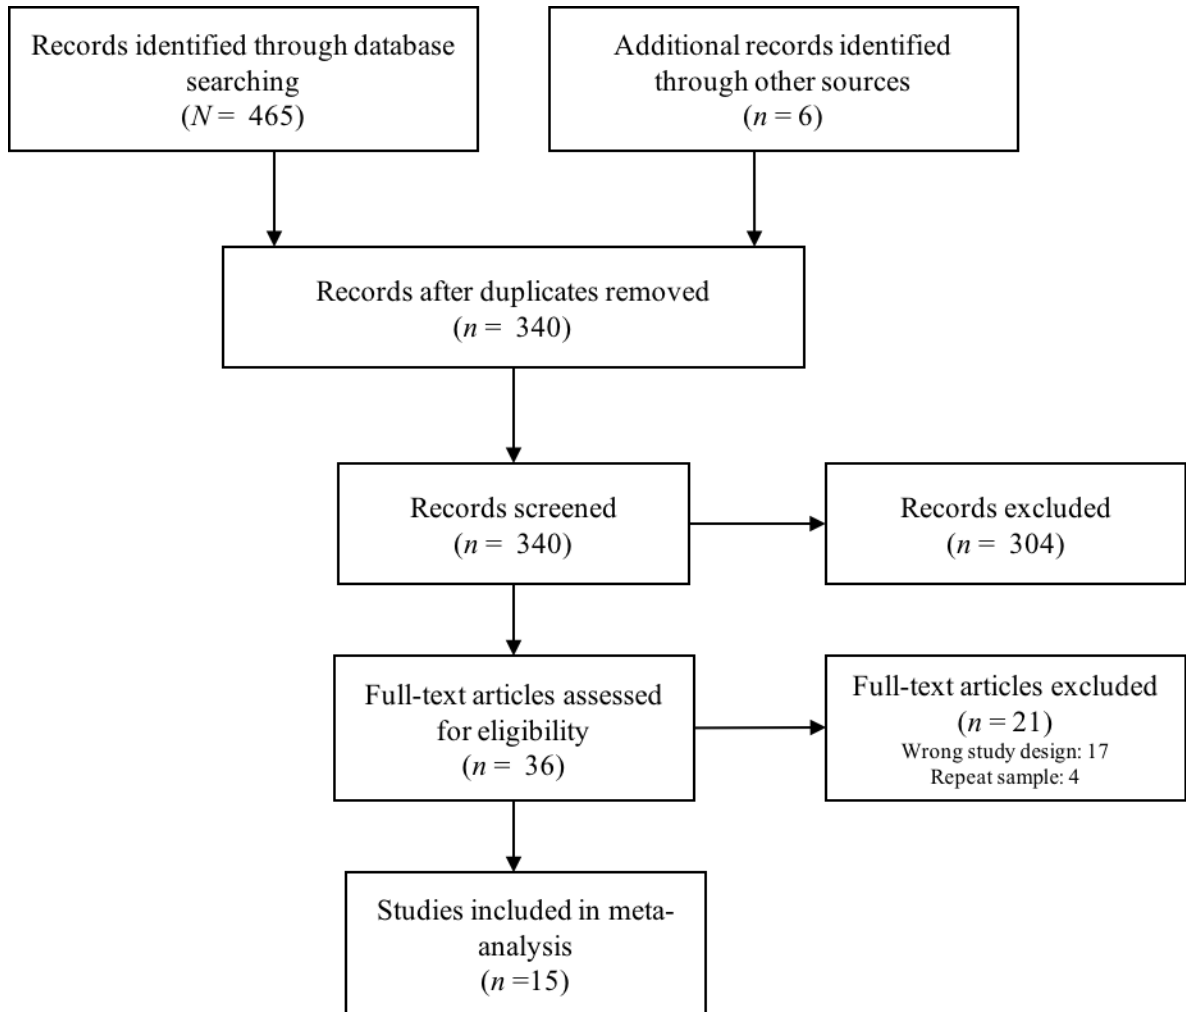 Records identified through database
searching
(N = 465)
Additional records identified
through other sources
(n = 6)
Records after duplicates removed
(n = 340)
Records screened
(n = 340)
Records excluded
(n = 304)
Full-text articles assessed
for eligibility
(n = 36)
Full-text articles excluded
(n = 21)
Wrong study design: 17
Repeat sample: 4
Studies included in meta-
analysis
(n =15)